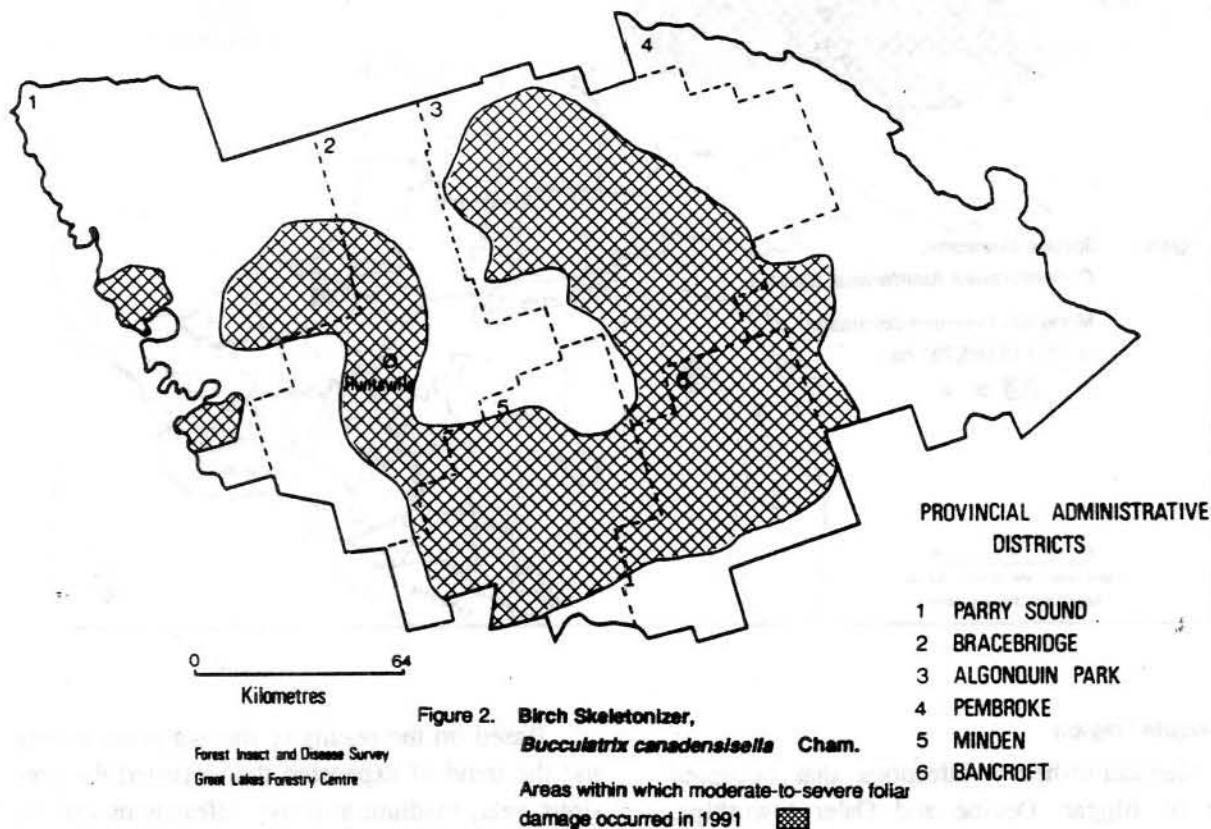 4
1
3
2
Huntsville
5
6
PROVINCIAL ADMINISTRATIVE
DISTRICTS
1 PARRY SOUND
2 BRACEBRIDGE
3 ALGONQUIN PARK
4 PEMBROKE
5 MINDEN
6 BANCROFT
0 64
Kilometres
Figure 2. Birch Skeletonizer,
Bucculatrix canadensisella Cham.
Areas within which moderate-to-severe foliar
damage occurred in 1991
Forest Insect and Disease Survey
Great Lakes Forestry Centre